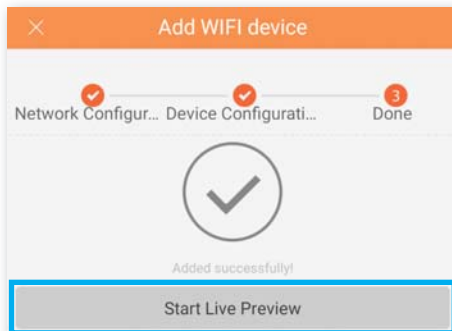 Add WIFI device
3
Network Configur... Device Configurati... Done
Added successfully!
Start Live Preview